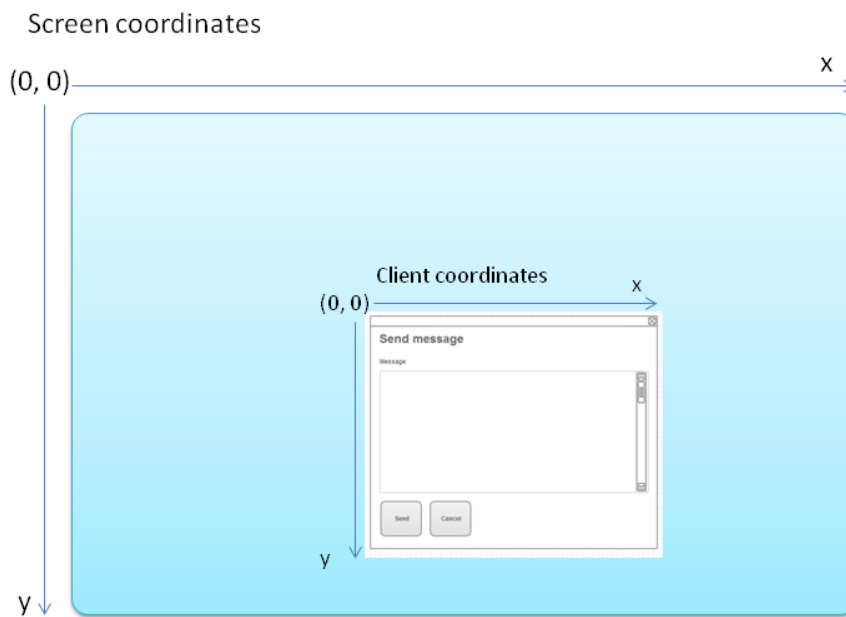 Screen coordinates
x
(0, 0)
Client coordinates
x
(0, 0)
Send message
Message:
Send
Cancel
y
y